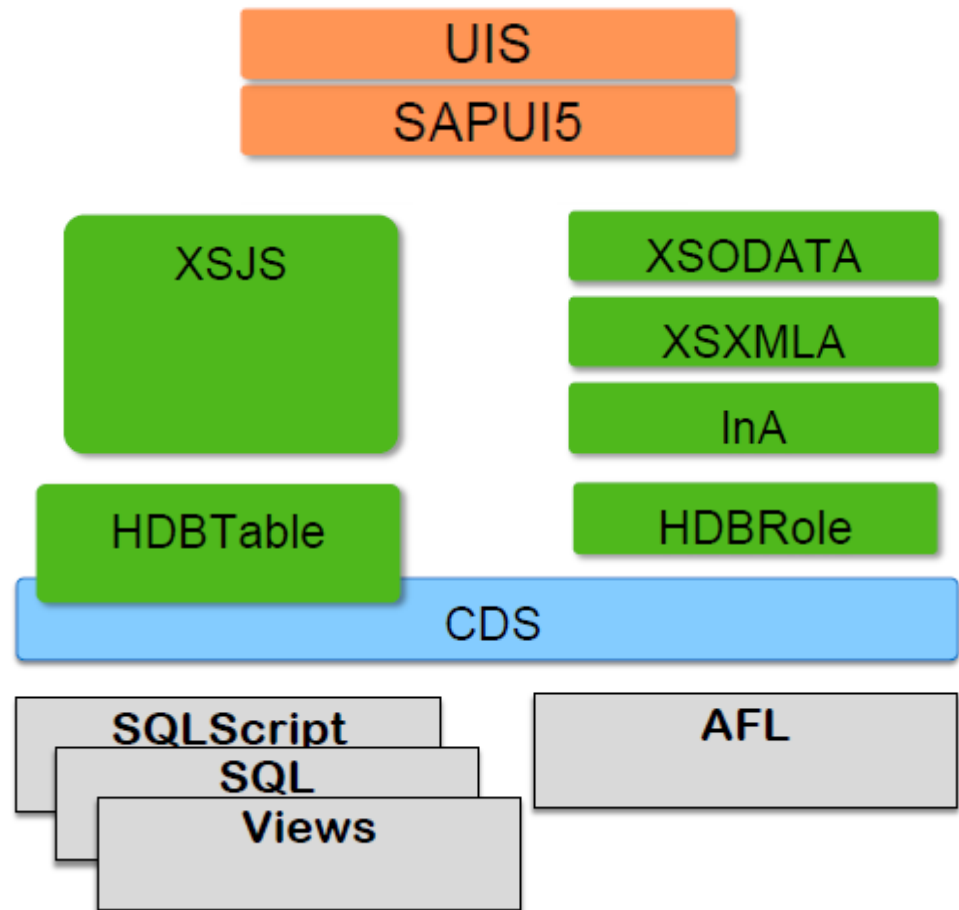 UIS
SAPUI5
XSJS
XSODATA
XSXMLA
InA
HDBTable
HDBRole
CDS
SQLScript
SQL
Views
AFL